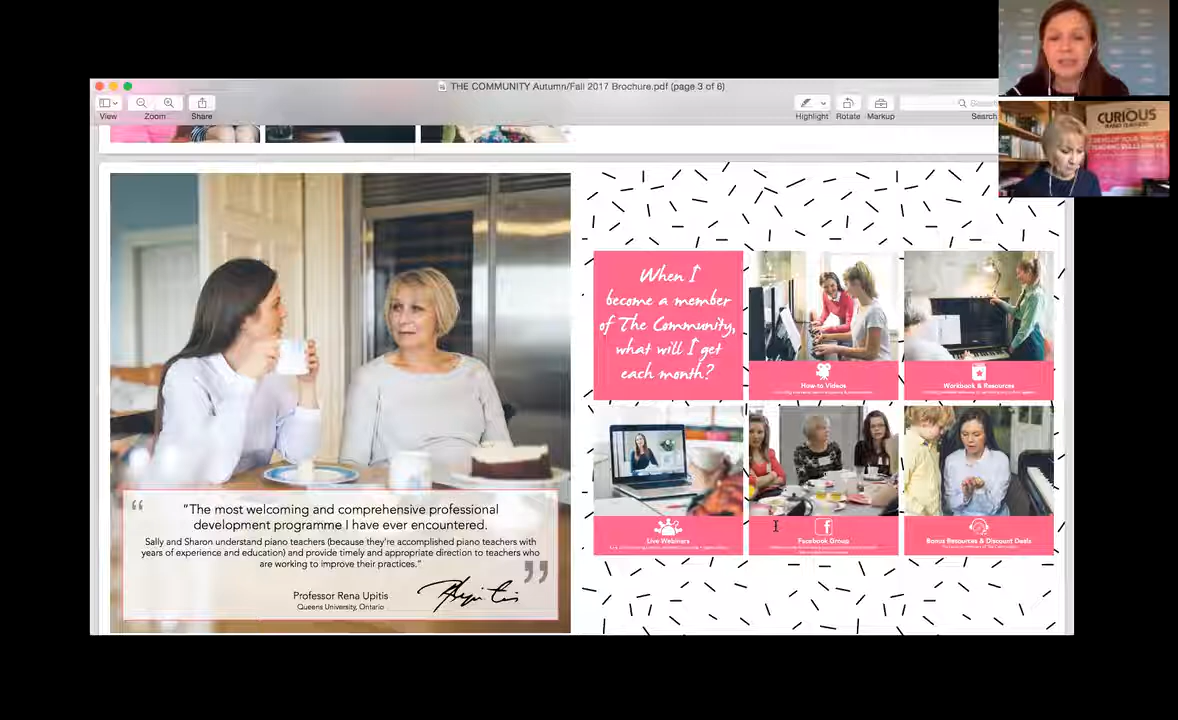 THE COMMUNITY Autumn/Fall 2017 Brochure.pdf (page 3 of 6)
View
Zoom
Share
Highlight
Rotate
Markup
Search
CURIOUS
PIANO TEACHERS
“The most welcoming and comprehensive professional
development programme I have ever encountered.
Sally and Sharon understand piano teachers (because they’re accomplished piano teachers with
years of experience and education) and provide timely and appropriate direction to teachers who
are working to improve their practices.”
Professor Rena Upitis
Queens University, Ontario
When I
become a member
of The Community,
what will I get
each month?
How-to Videos
Workbook & Resources
Live Webinars
Facebook Group
Bonus Resources & Discount Deals